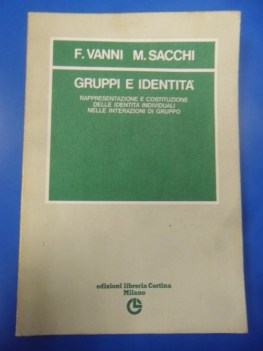 F. VANNI M. SACCHI
GRUPPI E IDENTITÀ
RAPPRESENTAZIONE E COSTITUZIONE
DELLE IDENTITÀ INDIVIDUALI
NELLE INTERAZIONI DI GRUPPO
edizioni libreria Cortina
Milano